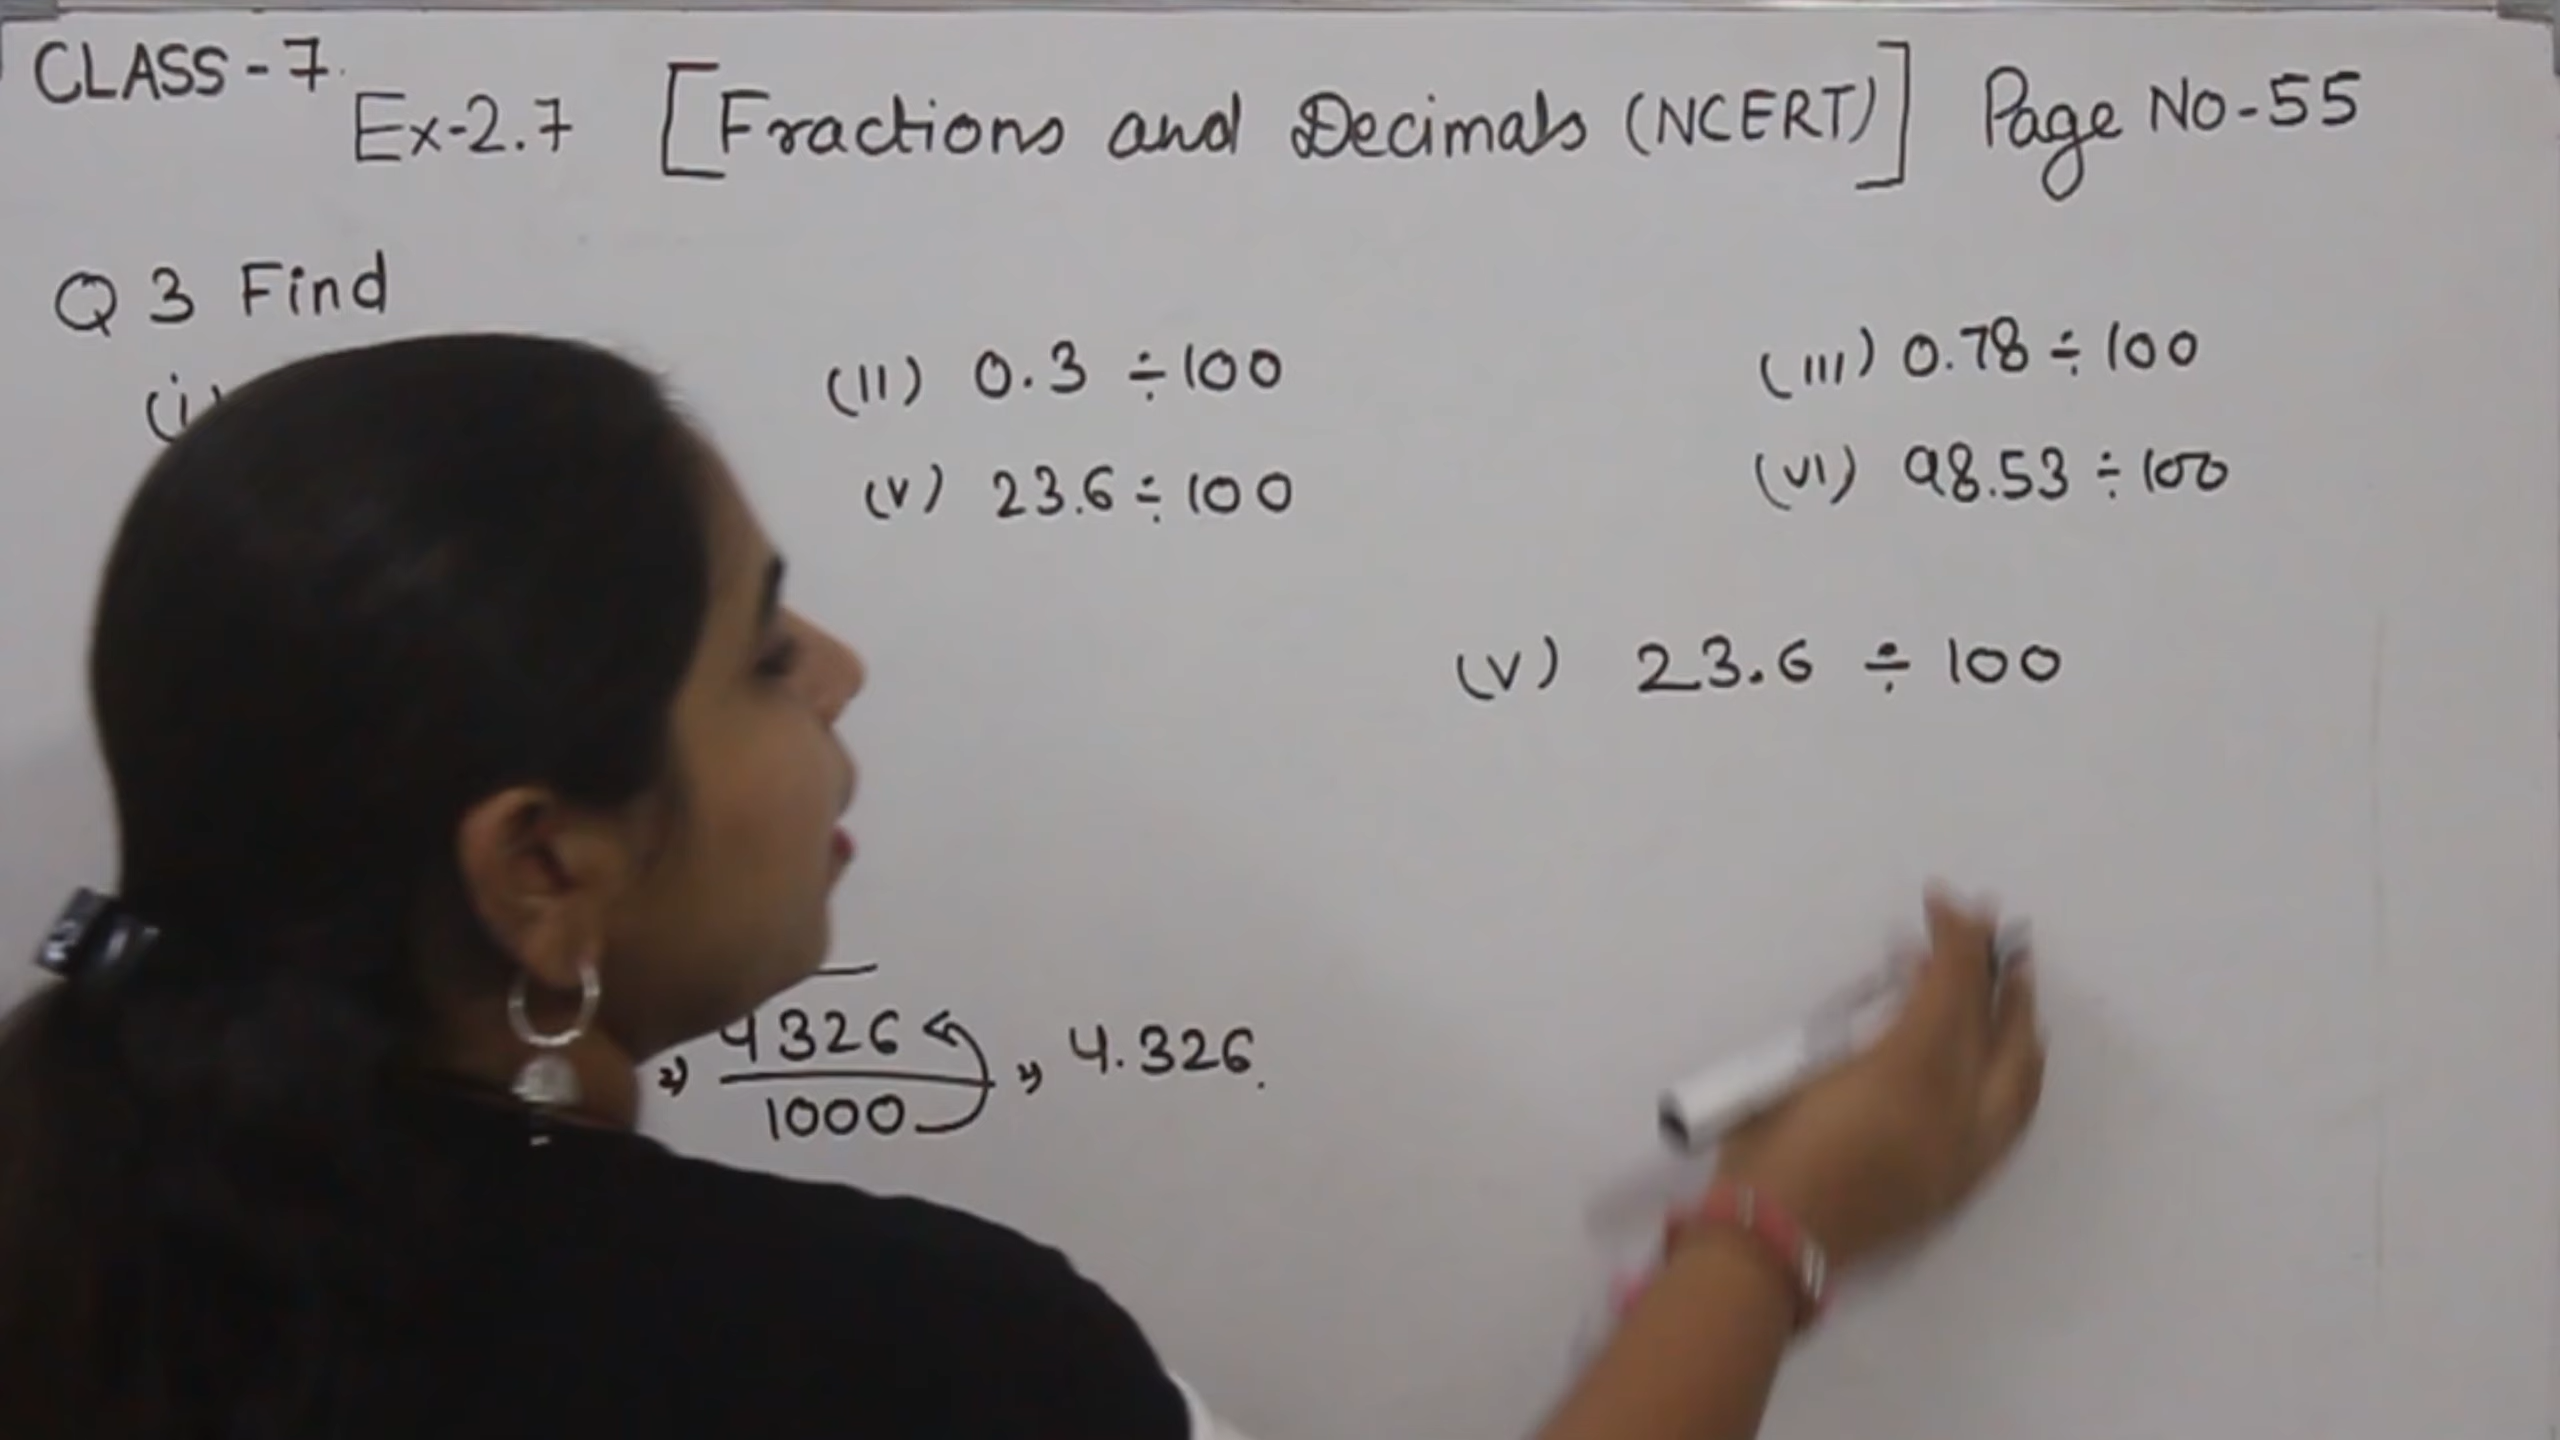 CLASS-7
Ex-2.7 [Fractions and Decimals (NCERT)] Page No-55
Q 3 Find
(i) (II) 0.3 ÷ 100 (III) 0.78 ÷ 100
(V) 23.6 ÷ 100 (VI) 98.53 ÷ 100
(V) 23.6 ÷ 100
4326
1000
4.326.